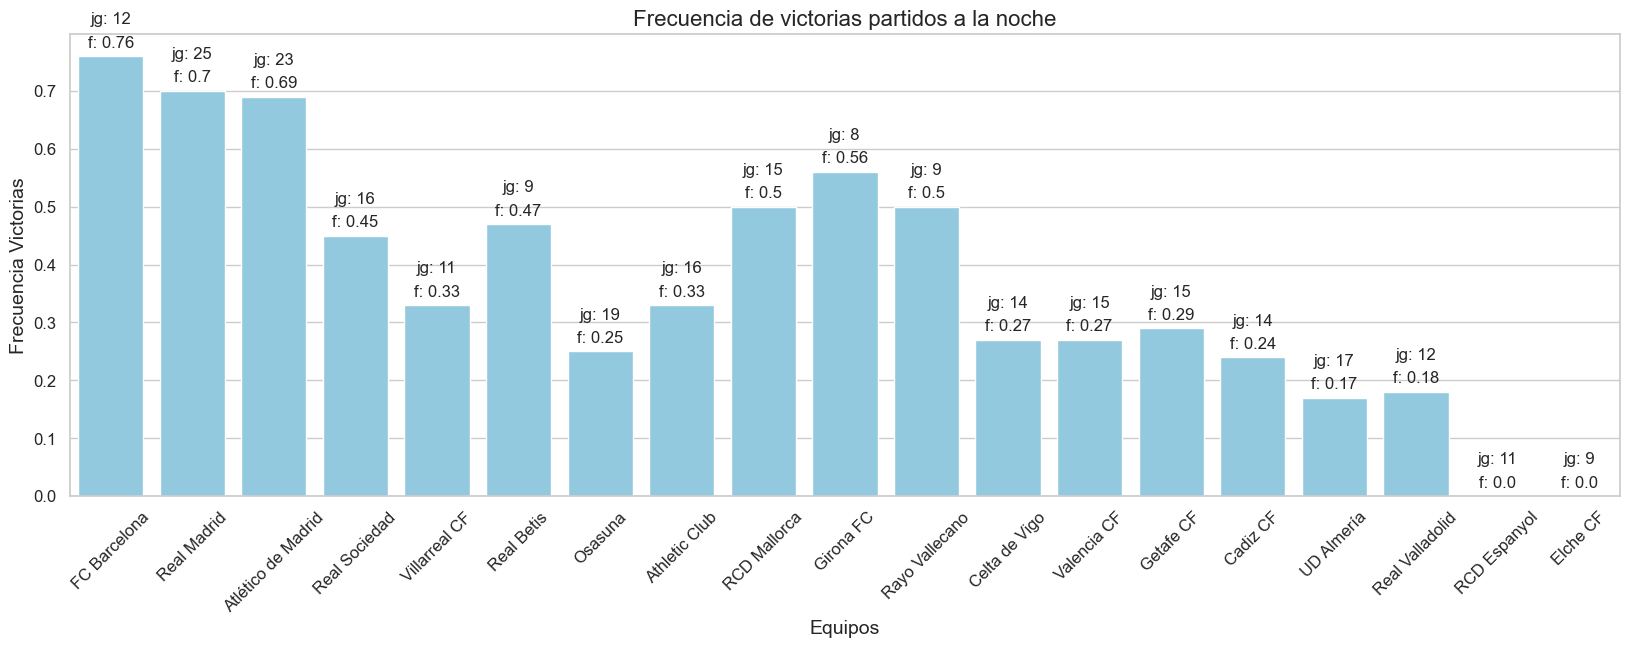 Frecuencia de victorias partidos a la noche
Frecuencia Victorias
0.7
0.6
0.5
0.4
0.3
0.2
0.1
0.0
jg: 12
f: 0.76
jg: 25
f: 0.7
jg: 23
f: 0.69
jg: 16
f: 0.45
jg: 11
f: 0.33
jg: 9
f: 0.47
jg: 19
f: 0.25
jg: 16
f: 0.33
jg: 15
f: 0.5
jg: 8
f: 0.56
jg: 9
f: 0.5
jg: 14
f: 0.27
jg: 15
f: 0.27
jg: 15
f: 0.29
jg: 14
f: 0.24
jg: 17
f: 0.17
jg: 12
f: 0.18
jg: 11
f: 0.0
jg: 9
f: 0.0
FC Barcelona
Real Madrid
Atlético de Madrid
Real Sociedad
Villarreal CF
Real Betis
Osasuna
Athletic Club
RCD Mallorca
Girona FC
Rayo Vallecano
Celta de Vigo
Valencia CF
Getafe CF
Cadiz CF
UD Almería
Real Valladolid
RCD Espanyol
Elche CF
Equipos